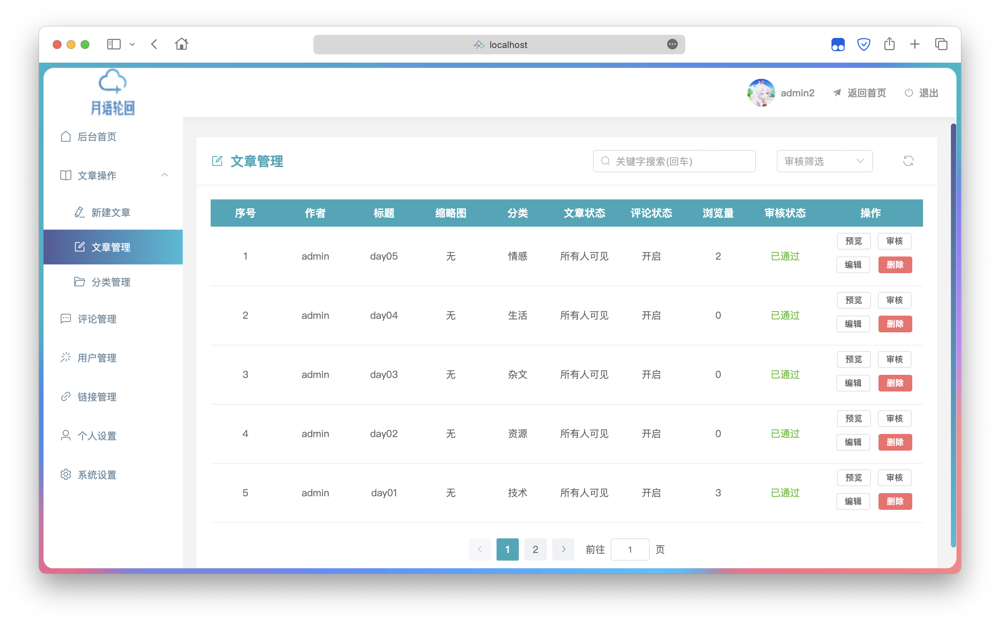 localhost
月语轮回
admin2 返回首页 退出
后台首页
文章操作
新建文章
文章管理
分类管理
评论管理
用户管理
链接管理
个人设置
系统设置
文章管理 关键字搜索(回车) 审核筛选
序号 作者 标题 缩略图 分类 文章状态 评论状态 浏览量 审核状态 操作
1 admin day05 无 情感 所有人可见 开启 2 已通过 预览 审核
编辑 删除
2 admin day04 无 生活 所有人可见 开启 0 已通过 预览 审核
编辑 删除
3 admin day03 无 杂文 所有人可见 开启 0 已通过 预览 审核
编辑 删除
4 admin day02 无 资源 所有人可见 开启 0 已通过 预览 审核
编辑 删除
5 admin day01 无 技术 所有人可见 开启 3 已通过 预览 审核
编辑 删除
1 2 前往 1 页